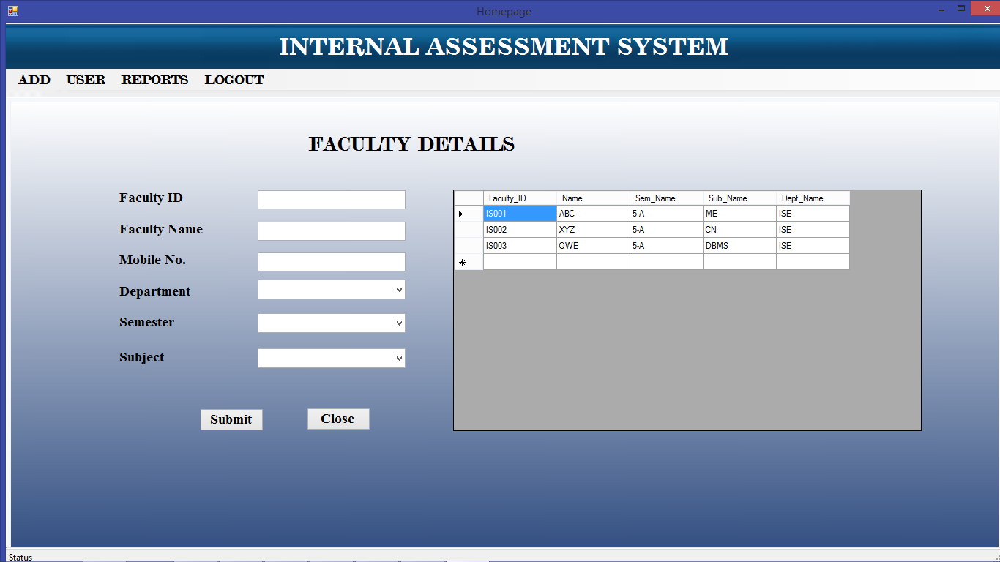 Homepage
INTERNAL ASSESSMENT SYSTEM
ADD USER REPORTS LOGOUT
FACULTY DETAILS
Faculty ID
Faculty Name
Mobile No.
Department
Semester
Subject
Submit Close
Faculty_ID Name Sem_Name Sub_Name Dept_Name
IS001 ABC 5-A ME ISE
IS002 XYZ 5-A CN ISE
IS003 QWE 5-A DBMS ISE
Status